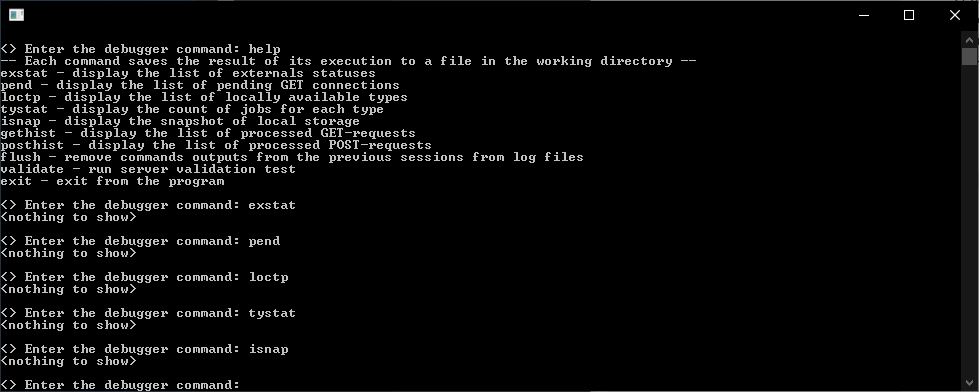 <> Enter the debugger command: help
-- Each command saves the result of its execution to a file in the working directory --
exstat - display the list of externals statuses
pend - display the list of pending GET connections
loctp - display the list of locally available types
tystat - display the count of jobs for each type
isnap - display the snapshot of local storage
gethist - display the list of processed GET-requests
posthist - display the list of processed POST-requests
flush - remove commands outputs from the previous sessions from log files
validate - run server validation test
exit - exit from the program
<> Enter the debugger command: exstat
<nothing to show>
<> Enter the debugger command: pend
<nothing to show>
<> Enter the debugger command: loctp
<nothing to show>
<> Enter the debugger command: tystat
<nothing to show>
<> Enter the debugger command: isnap
<nothing to show>
<> Enter the debugger command: